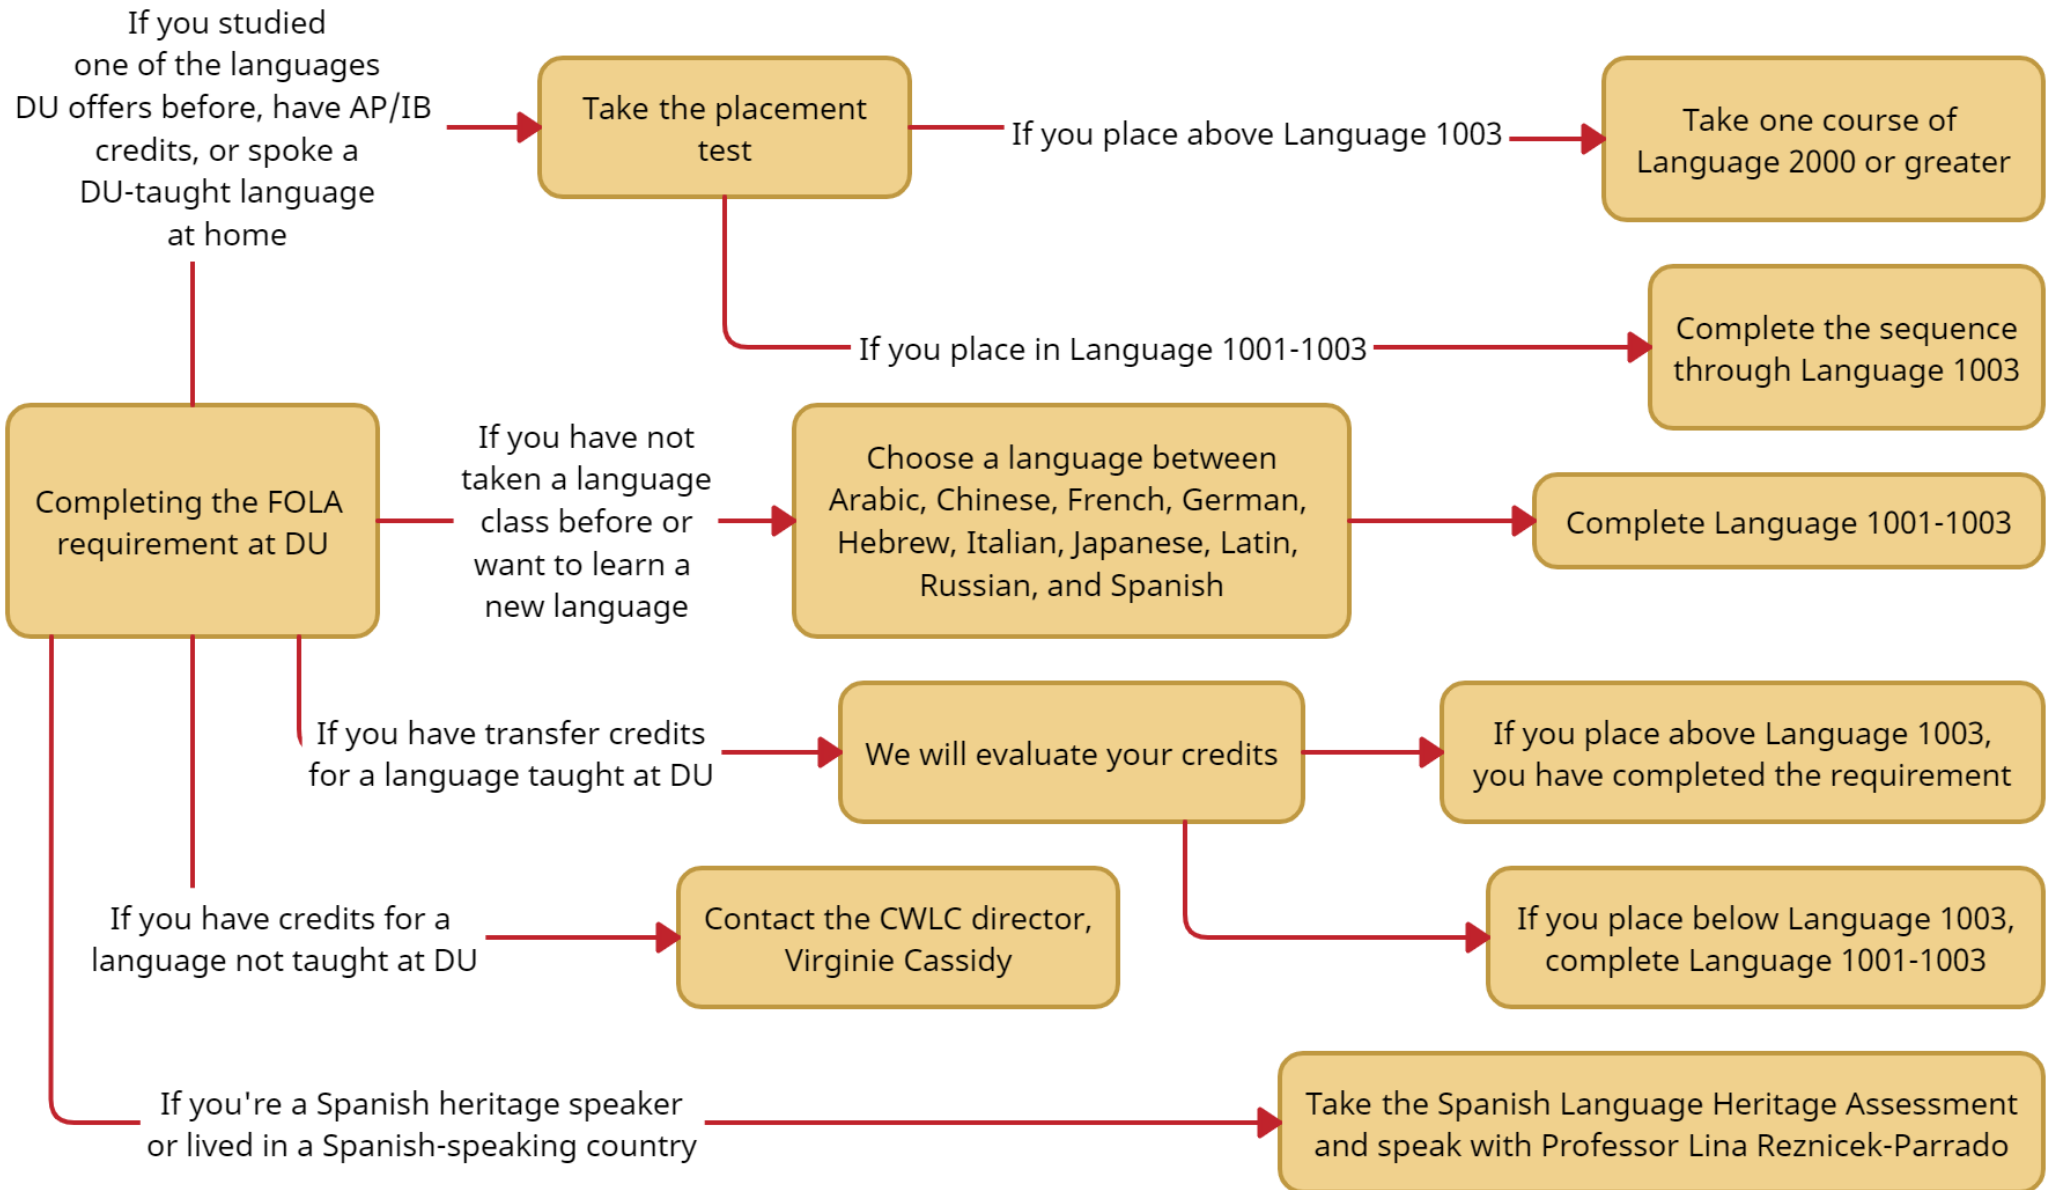 If you studied
one of the languages
DU offers before, have AP/IB
credits, or spoke a
DU-taught language
at home
Take the placement
test
If you place above Language 1003
Take one course of
Language 2000 or greater
If you place in Language 1001-1003
Complete the sequence
through Language 1003
Completing the FOLA
requirement at DU
If you have not
taken a language
class before or
want to learn a
new language
Choose a language between
Arabic, Chinese, French, German,
Hebrew, Italian, Japanese, Latin,
Russian, and Spanish
Complete Language 1001-1003
If you have transfer credits
for a language taught at DU
We will evaluate your credits
If you place above Language 1003,
you have completed the requirement
If you have credits for a
language not taught at DU
Contact the CWLC director,
Virginie Cassidy
If you place below Language 1003,
complete Language 1001-1003
If you're a Spanish heritage speaker
or lived in a Spanish-speaking country
Take the Spanish Language Heritage Assessment
and speak with Professor Lina Reznicek-Parrado